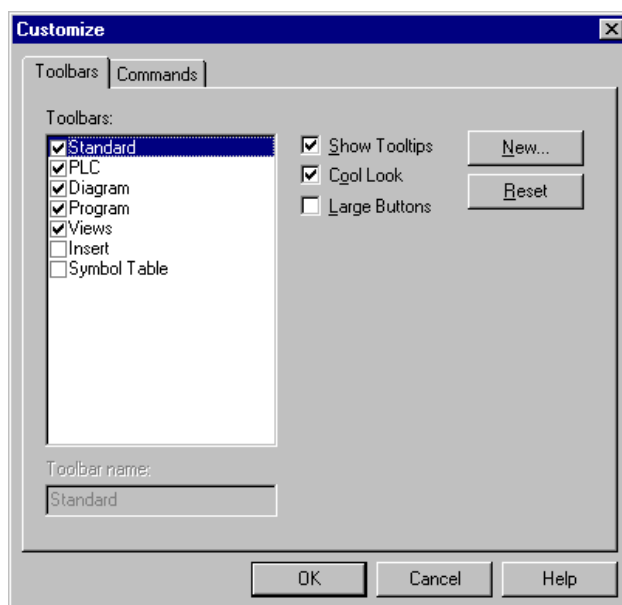 Customize
Toolbars Commands
Toolbars:
Standard
PLC
Diagram
Program
Views
Insert
Symbol Table
Show Tooltips
Cool Look
Large Buttons
New...
Reset
Toolbar name:
Standard
OK Cancel Help